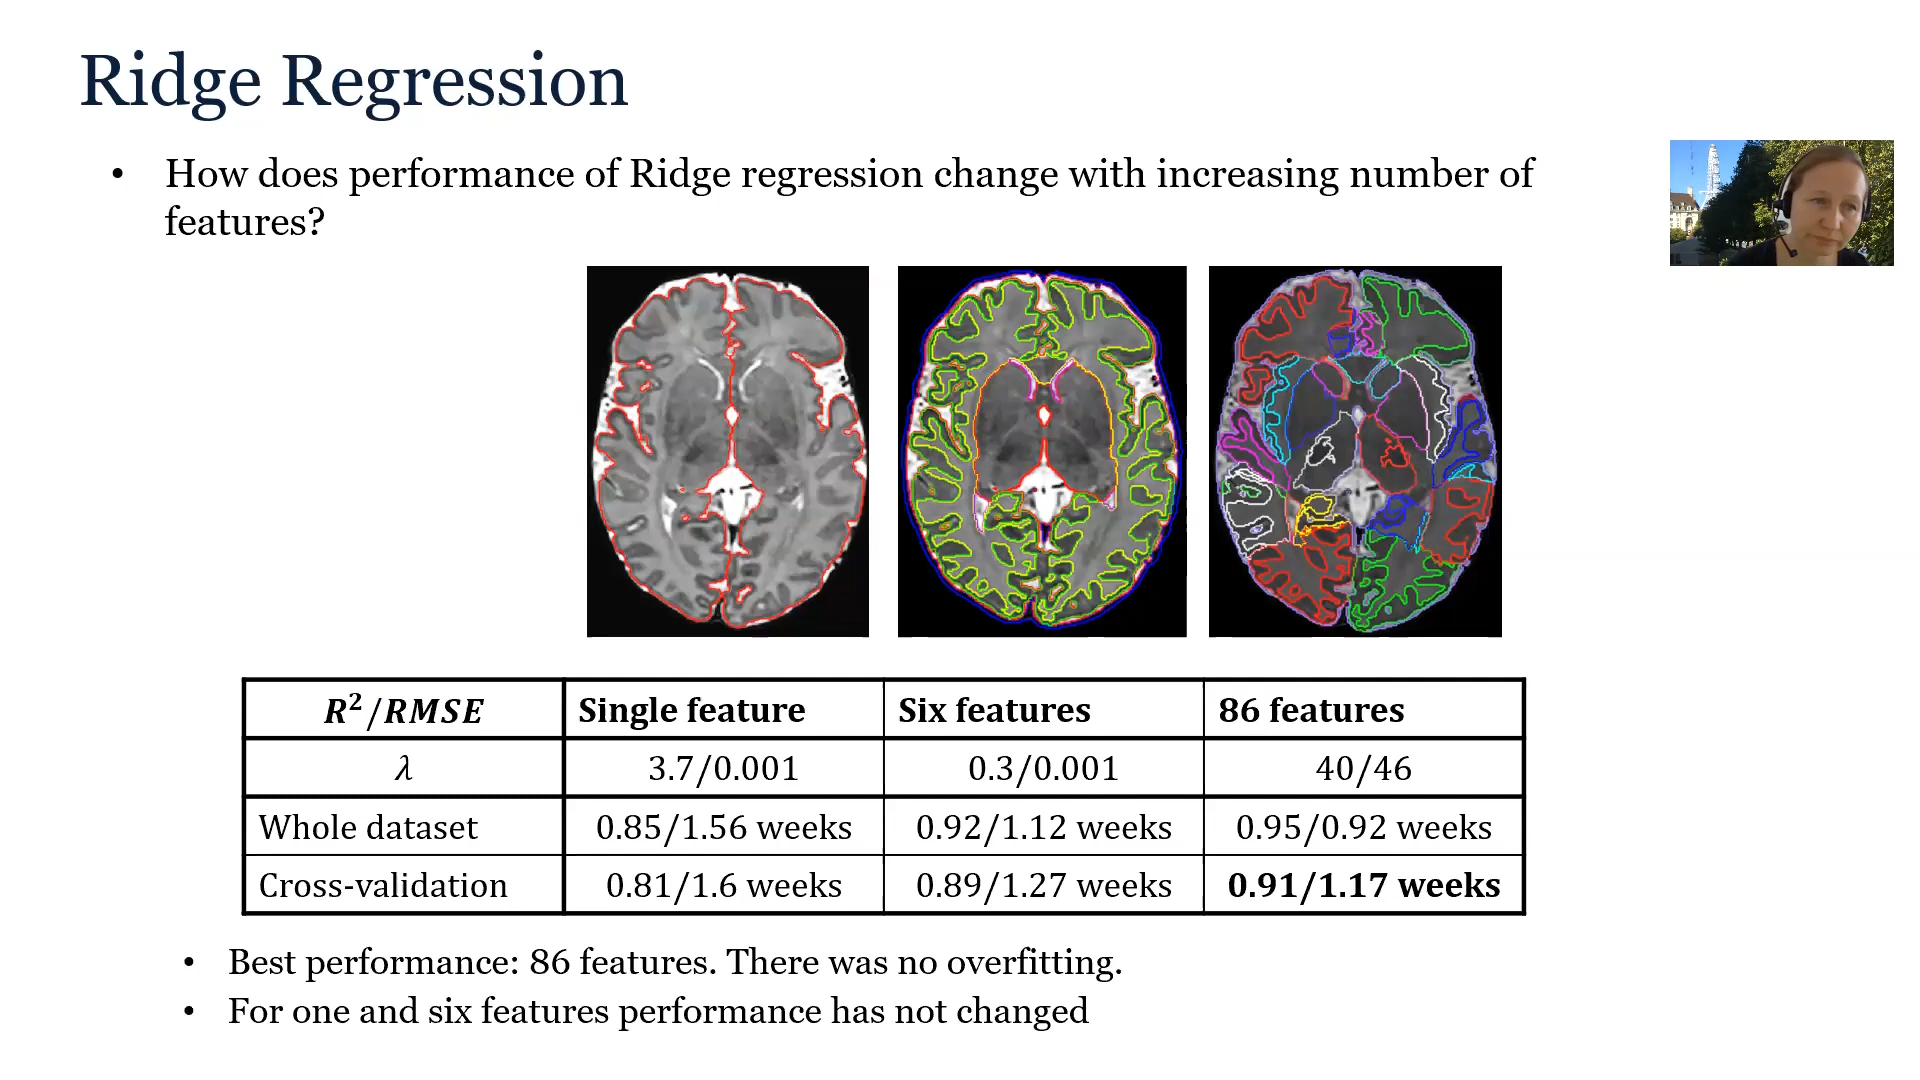 Ridge Regression
• How does performance of Ridge regression change with increasing number of
features?
R²/RMSE Single feature Six features 86 features
λ 3.7/0.001 0.3/0.001 40/46
Whole dataset 0.85/1.56 weeks 0.92/1.12 weeks 0.95/0.92 weeks
Cross-validation 0.81/1.6 weeks 0.89/1.27 weeks 0.91/1.17 weeks
• Best performance: 86 features. There was no overfitting.
• For one and six features performance has not changed